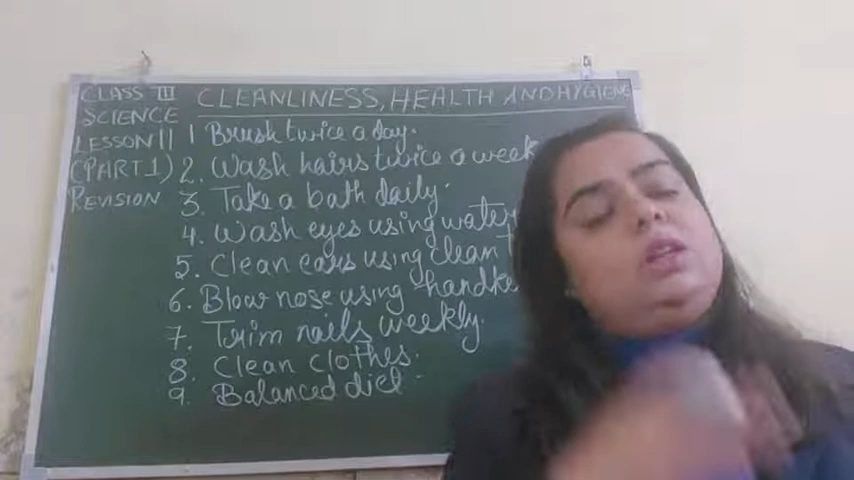 CLASS III CLEANLINESS, HEALTH AND HYGIENE
SCIENCE
LESSON 11
(PART 1)
REVISION
1 Brush twice a day.
2. Wash hairs twice a week
3. Take a bath daily.
4. Wash eyes using water
5. Clean ears using clean
6. Blow nose using
7. Trim nails weekly.
8. Clean clothes.
9. Balanced diet.